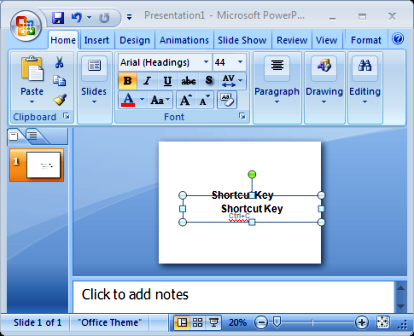 Presentation1 - Microsoft PowerP...
Home Insert Design Animations Slide Show Review View Format
Arial (Headings) 44
Paste Slides B I U abc S AV Paragraph Drawing Editing
A Aa A A
Clipboard Font
1
Shortcut Key
Shortcut Key
Ctrl+C
Click to add notes
Slide 1 of 1 "Office Theme" 20%